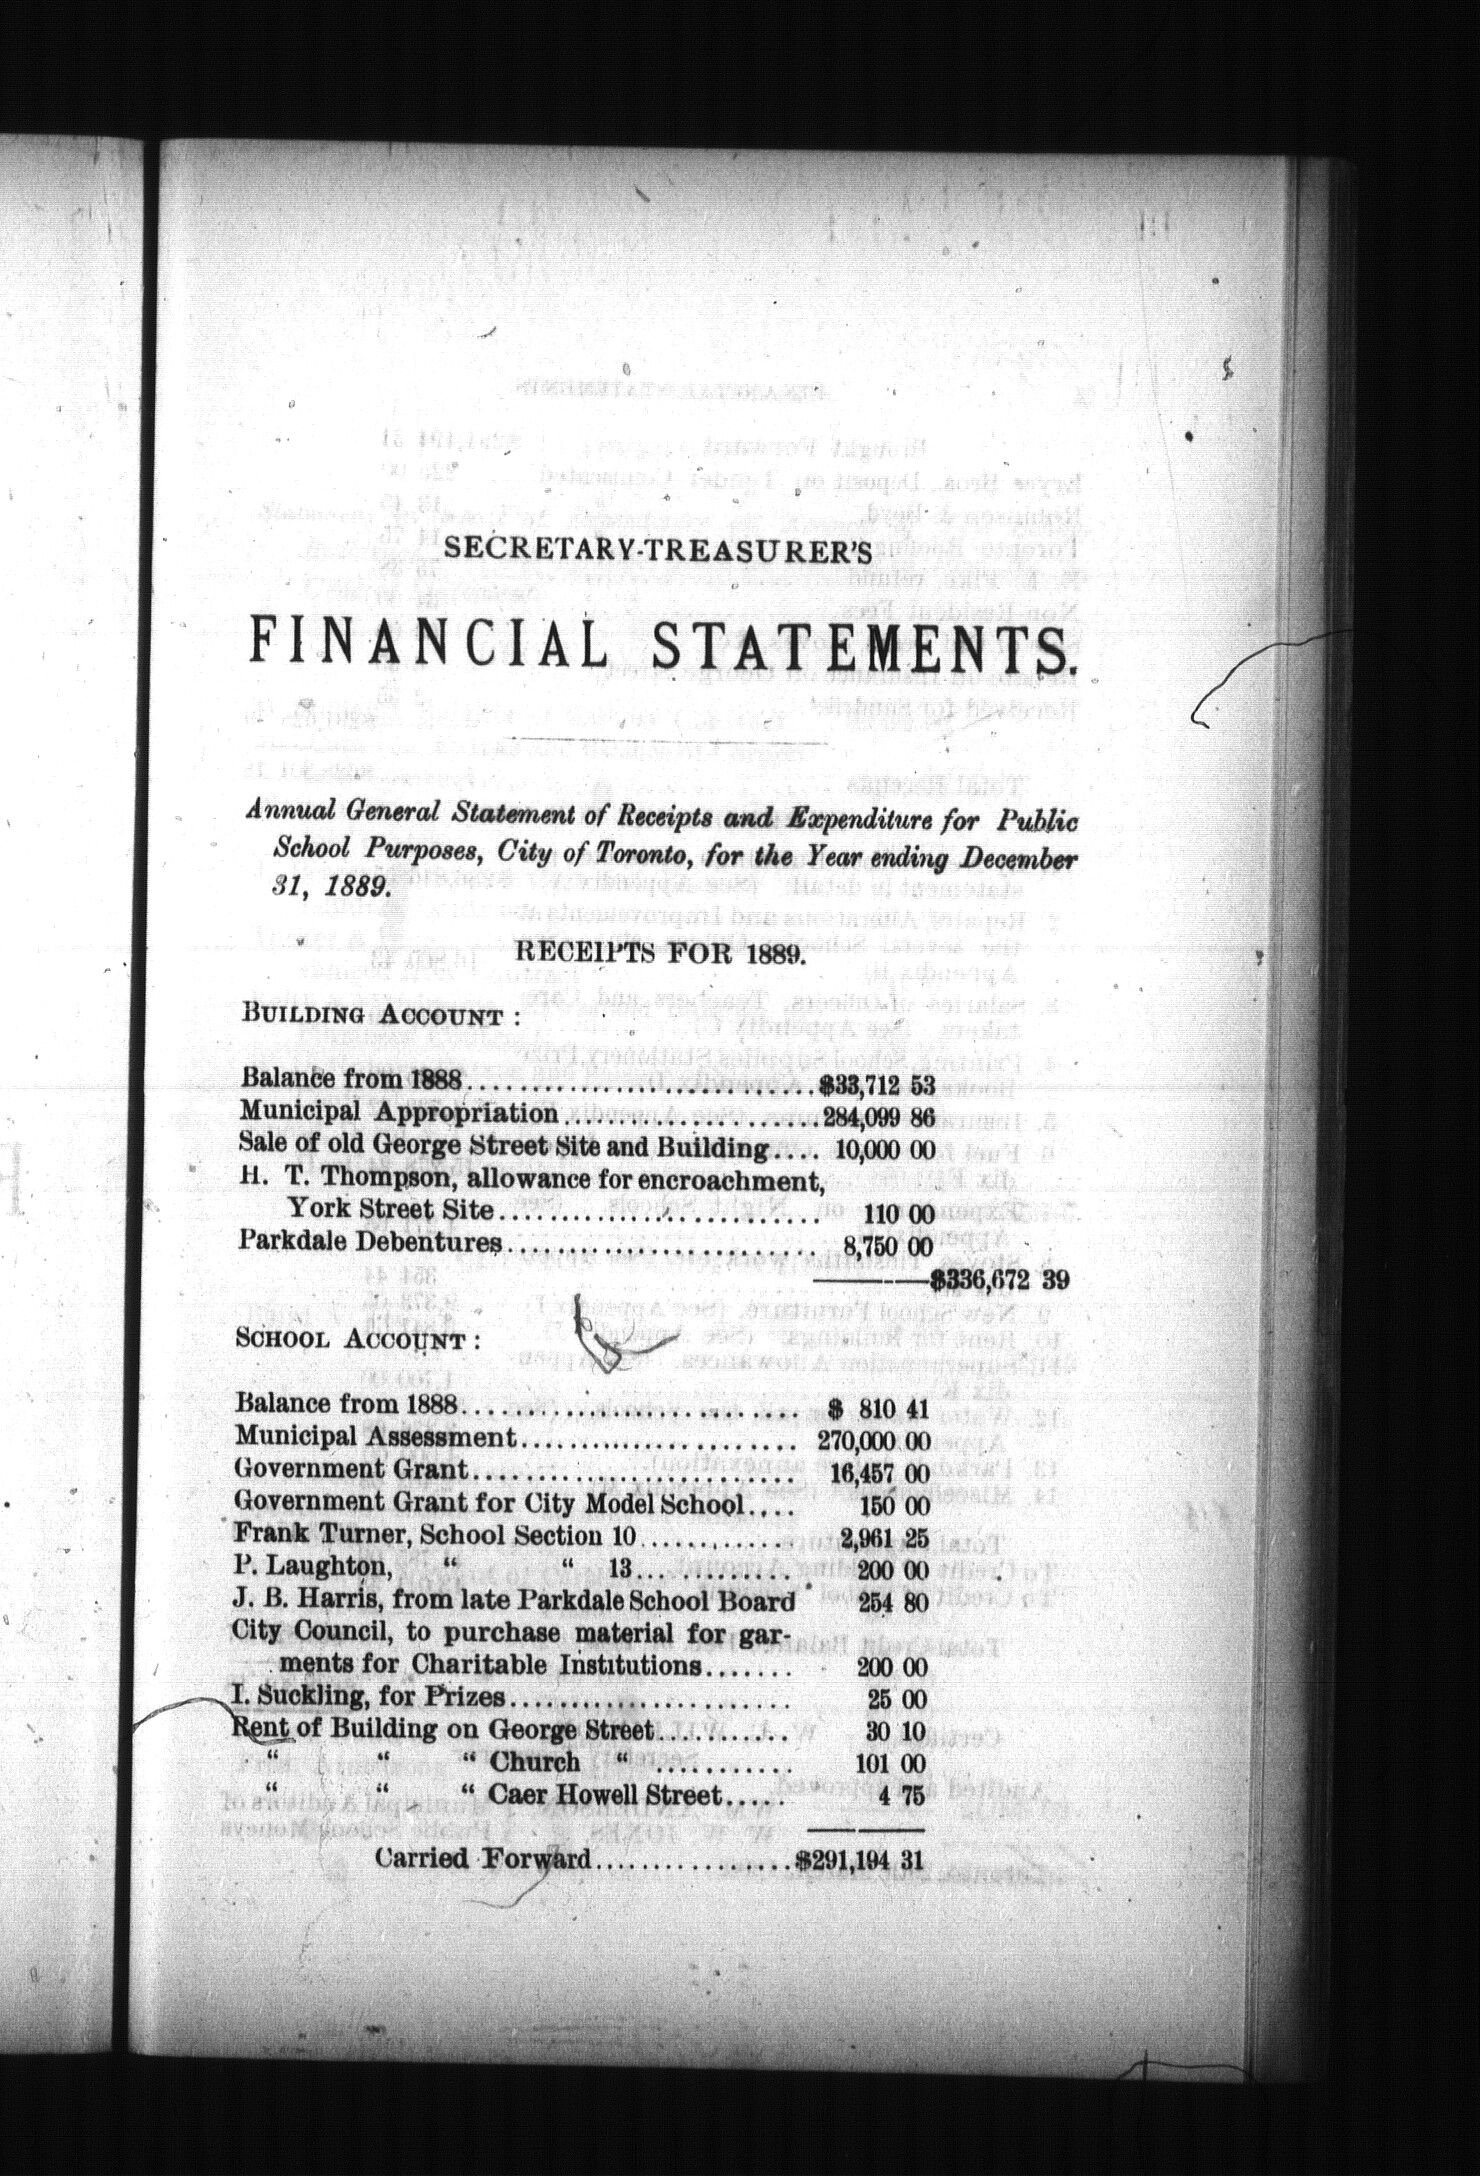 SECRETARY-TREASURER'S
FINANCIAL STATEMENTS.
Annual General Statement of Receipts and Expenditure for Public
School Purposes, City of Toronto, for the Year ending December
31, 1889.
RECEIPTS FOR 1889.
BUILDING ACCOUNT :
Balance from 1888............................$33,712 53
Municipal Appropriation.....................284,099 86
Sale of old George Street Site and Building.... 10,000 00
H. T. Thompson, allowance for encroachment,
York Street Site.......................... 110 00
Parkdale Debentures......................... 8,750 00
$336,672 39
SCHOOL ACCOUNT :
Balance from 1888........................... $ 810 41
Municipal Assessment....................... 270,000 00
Government Grant.......................... 16,457 00
Government Grant for City Model School.... 150 00
Frank Turner, School Section 10............. 2,961 25
P. Laughton, " " 13............. 200 00
J. B. Harris, from late Parkdale School Board 254 80
City Council, to purchase material for gar-
ments for Charitable Institutions....... 200 00
I. Suckling, for Prizes....................... 25 00
Rent of Building on George Street........... 30 10
" " " Church " ........... 101 00
" " " Caer Howell Street..... 4 75
Carried Forward................$291,194 31